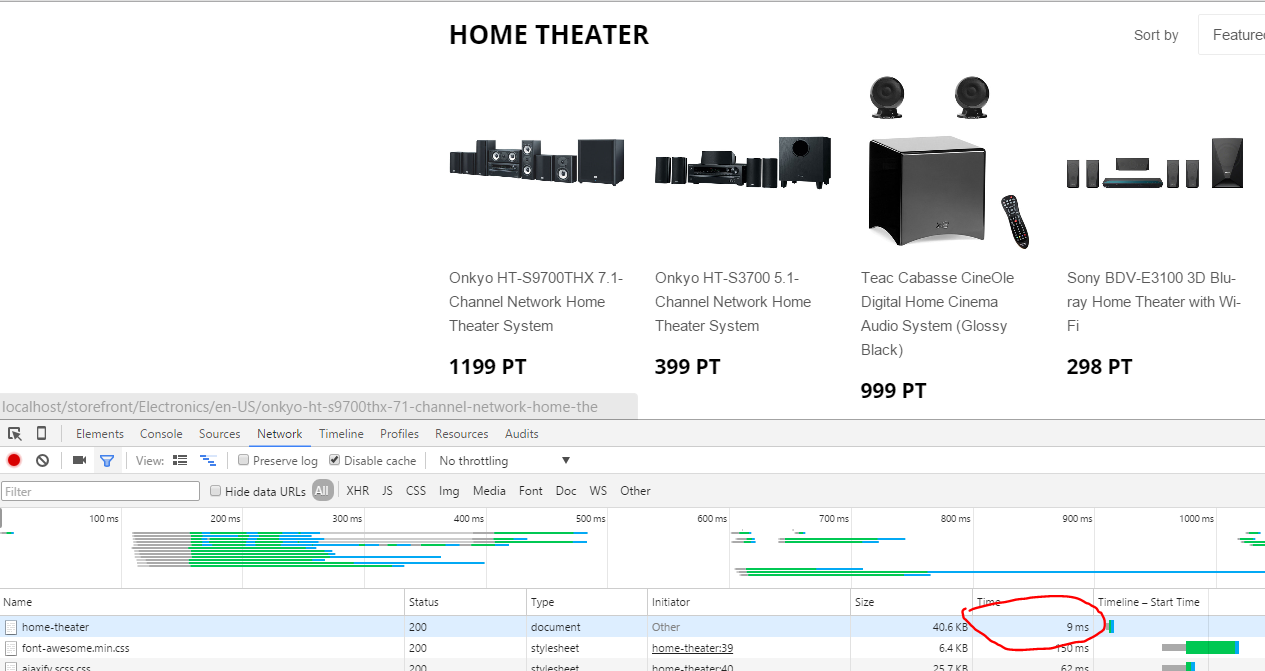 HOME THEATER
Sort by
Feature
Onkyo HT-S9700THX 7.1-
Channel Network Home
Theater System
1199 PT
Onkyo HT-S3700 5.1-
Channel Network Home
Theater System
399 PT
Teac Cabasse CineOle
Digital Home Cinema
Audio System (Glossy
Black)
999 PT
Sony BDV-E3100 3D Blu-
ray Home Theater with Wi-
Fi
298 PT
localhost/storefront/Electronics/en-US/onkyo-ht-s9700thx-71-channel-network-home-the
Elements Console Sources Network Timeline Profiles Resources Audits
View: Preserve log Disable cache No throttling ▼
Filter Hide data URLs All XHR JS CSS Img Media Font Doc WS Other
100 ms 200 ms 300 ms 400 ms 500 ms 600 ms 700 ms 800 ms 900 ms 1000 ms
Name Status Type Initiator Size Time Timeline – Start Time
home-theater 200 document Other 40.6 KB 9 ms
font-awesome.min.css 200 stylesheet home-theater:39 6.4 KB 150 ms
ajaxify.scss.css 200 stylesheet home-theater:40 25.7 KB 62 ms